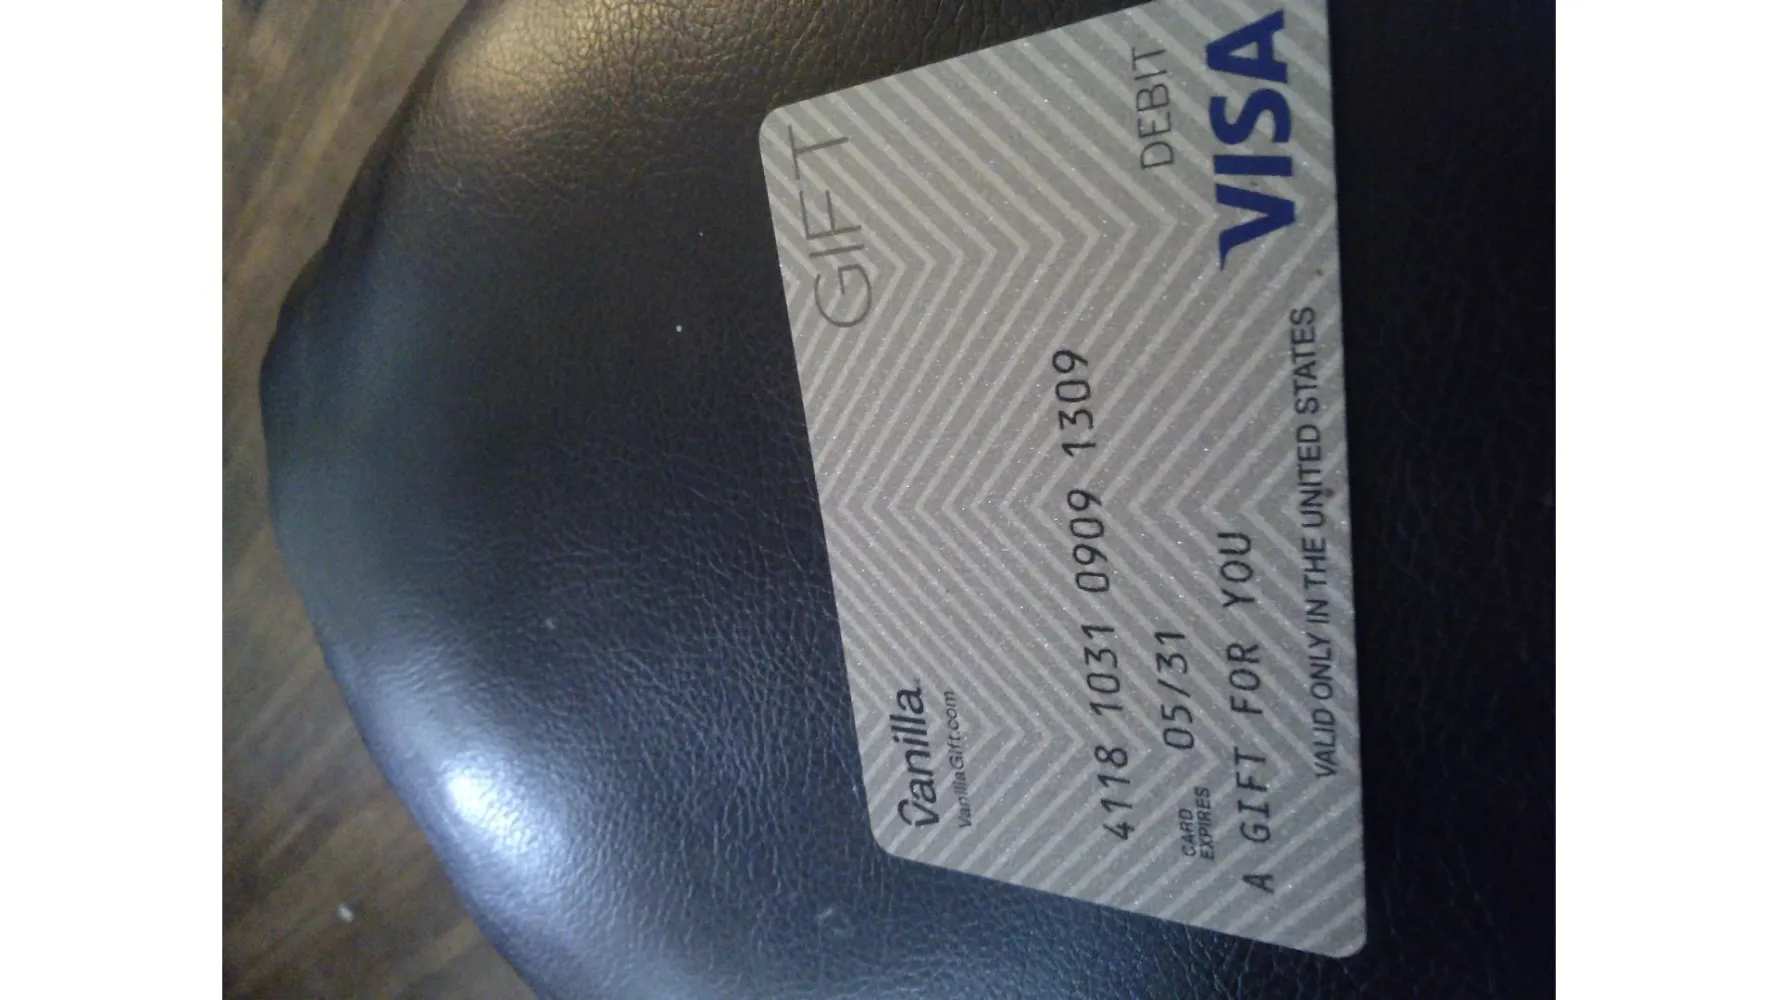 Vanilla
VanillaGift.com
GIFT
4118 1031 0909 1309
CARD EXPIRES 05/31
DEBIT
A GIFT FOR YOU
VISA
VALID ONLY IN THE UNITED STATES